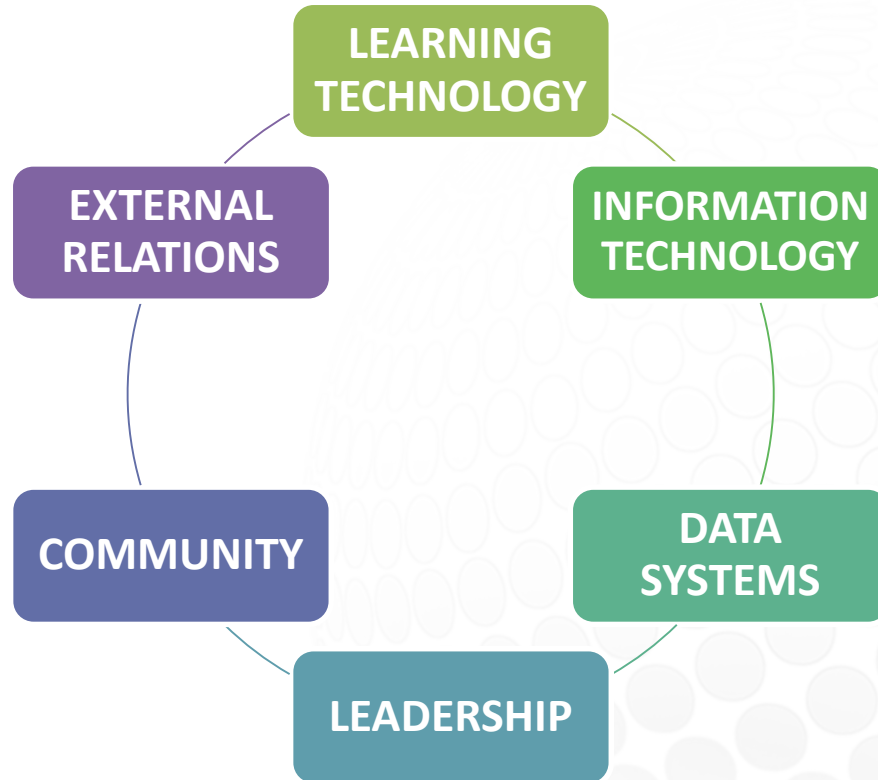 LEARNING
TECHNOLOGY
EXTERNAL
RELATIONS
INFORMATION
TECHNOLOGY
COMMUNITY
DATA
SYSTEMS
LEADERSHIP